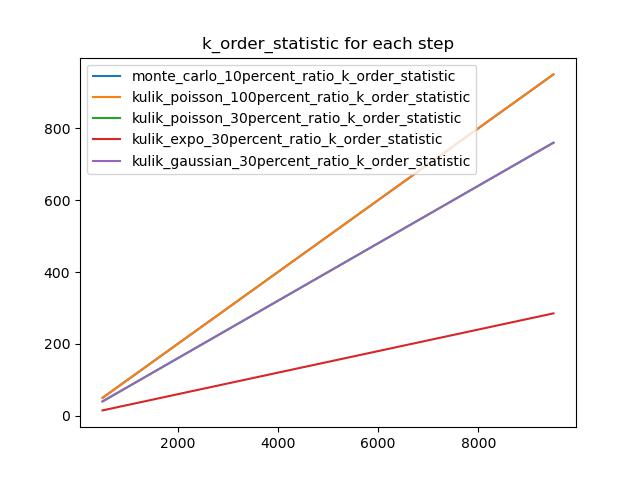 k_order_statistic for each step
monte_carlo_10percent_ratio_k_order_statistic
kulik_poisson_100percent_ratio_k_order_statistic
kulik_poisson_30percent_ratio_k_order_statistic
kulik_expo_30percent_ratio_k_order_statistic
kulik_gaussian_30percent_ratio_k_order_statistic
800
600
400
200
0
2000 4000 6000 8000